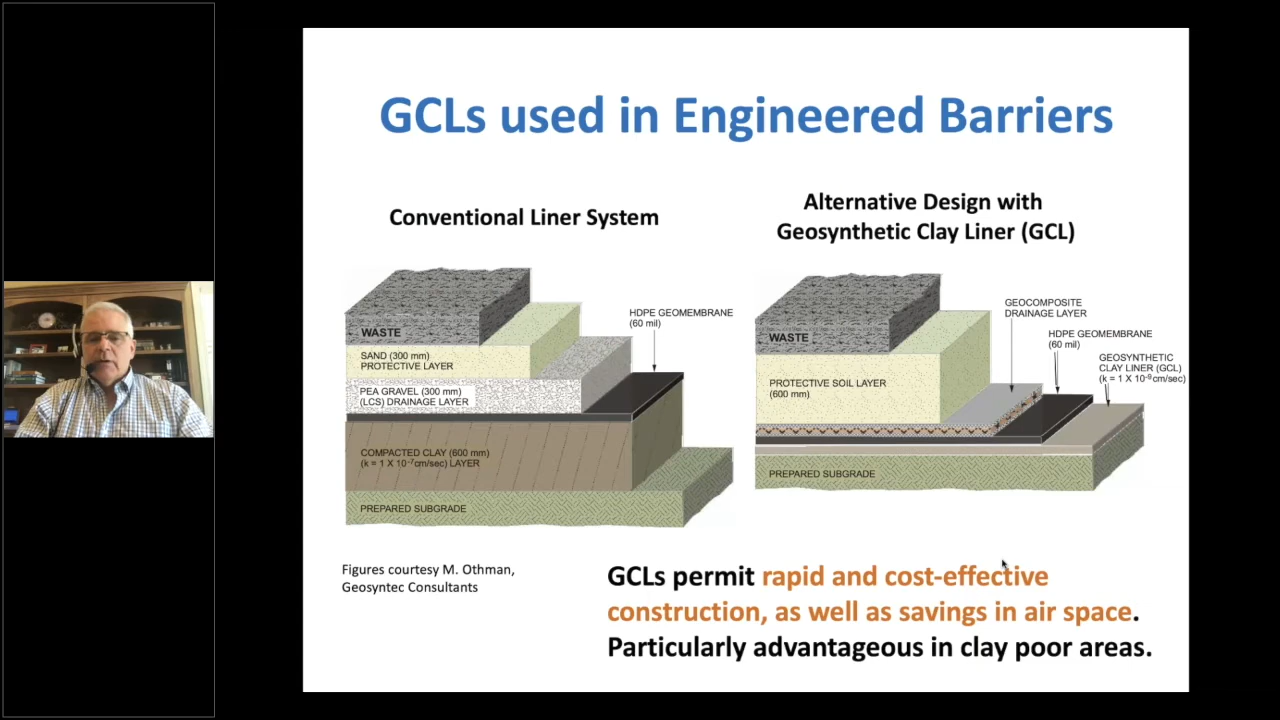 GCLs used in Engineered Barriers
Conventional Liner System
WASTE
SAND (300 mm)
PROTECTIVE LAYER
PEA GRAVEL (300 mm)
(LCS) DRAINAGE LAYER
HDPE GEOMEMBRANE
(60 mil)
COMPACTED CLAY (600 mm)
(k = 1 X 10⁻⁷cm/sec) LAYER
PREPARED SUBGRADE
Alternative Design with
Geosynthetic Clay Liner (GCL)
WASTE
PROTECTIVE SOIL LAYER
(600 mm)
GEOCOMPOSITE
DRAINAGE LAYER
HDPE GEOMEMBRANE
(60 mil)
GEOSYNTHETIC
CLAY LINER (GCL)
(k = 1 X 10⁻⁹cm/sec)
PREPARED SUBGRADE
Figures courtesy M. Othman,
Geosyntec Consultants
GCLs permit rapid and cost-effective
construction, as well as savings in air space.
Particularly advantageous in clay poor areas.